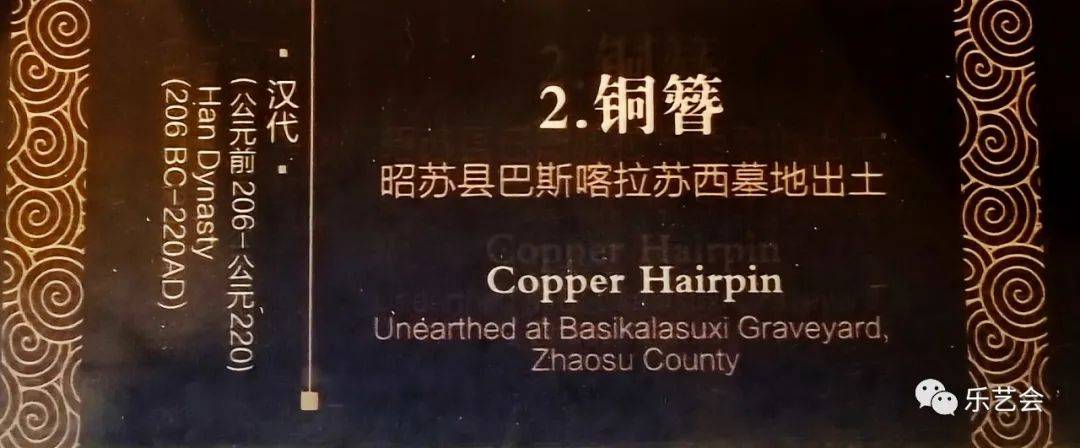 ·汉代·
(公元前206-公元220)
Han Dynasty
(206 BC-220AD)
2.铜簪
昭苏县巴斯喀拉苏西墓地出土
Copper Hairpin
Unearthed at Basikalasuxi Graveyard,
Zhaosu County
乐艺会